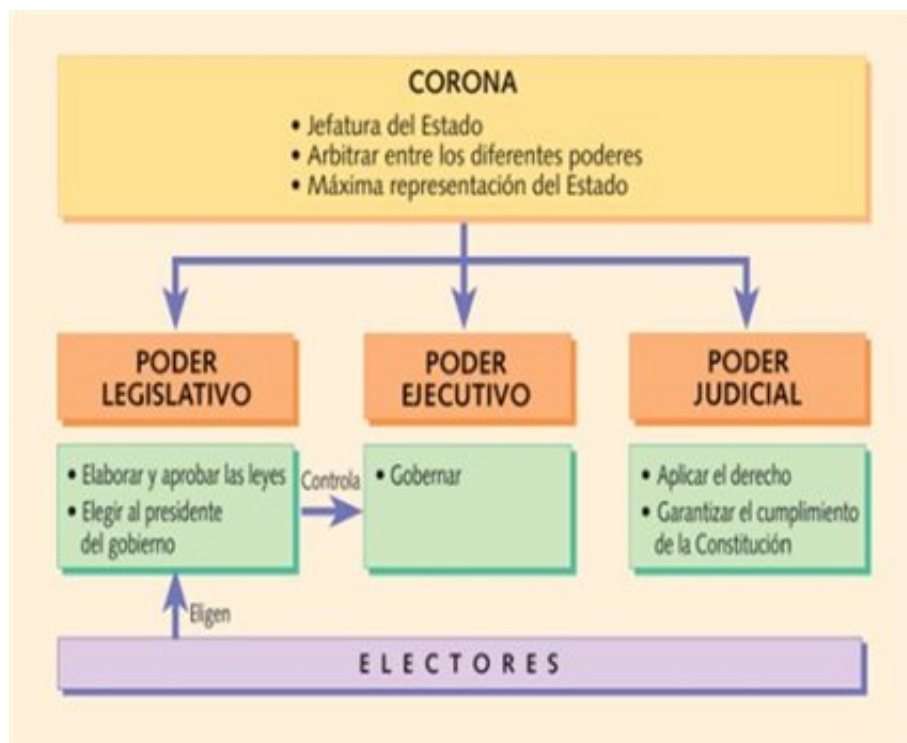 CORONA
• Jefatura del Estado
• Arbitrar entre los diferentes poderes
• Máxima representación del Estado
PODER
LEGISLATIVO
• Elaborar y aprobar las leyes
• Elegir al presidente
del gobierno
Controla
PODER
EJECUTIVO
• Gobernar
PODER
JUDICIAL
• Aplicar el derecho
• Garantizar el cumplimiento
de la Constitución
Eligen
ELECTORES